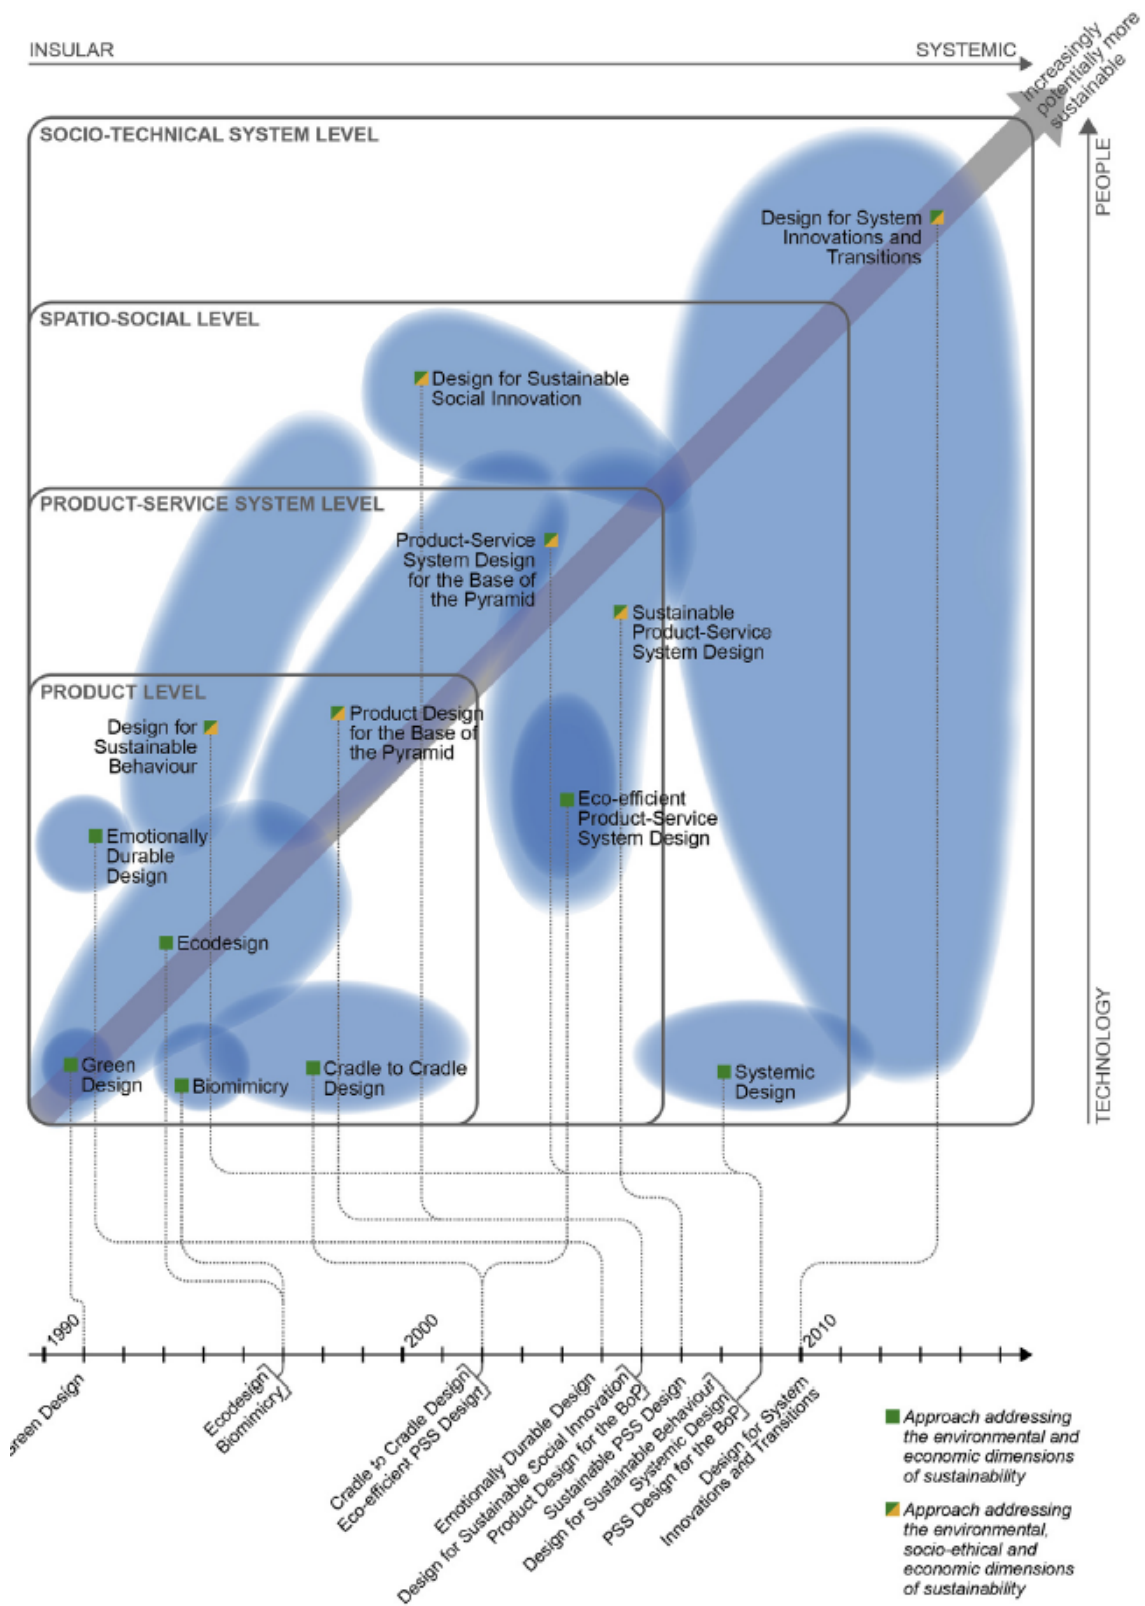 INSULAR
SYSTEMIC
increasingly
potentially more
sustainable
SOCIO-TECHNICAL SYSTEM LEVEL
PEOPLE
Design for System
Innovations and
Transitions
SPATIO-SOCIAL LEVEL
Design for Sustainable
Social Innovation
PRODUCT-SERVICE SYSTEM LEVEL
Product-Service
System Design
for the Base of
the Pyramid
Sustainable
Product-Service
System Design
PRODUCT LEVEL
Design for
Sustainable
Behaviour
Product Design
for the Base of
the Pyramid
Eco-efficient
Product-Service
System Design
Emotionally
Durable
Design
Ecodesign
Green
Design
Biomimicry
Cradle to Cradle
Design
Systemic
Design
TECHNOLOGY
1990
2000
2010
Green Design
Ecodesign
Biomimicry
Cradle to Cradle Design
Eco-efficient PSS Design
Emotionally Durable Design
Design for Sustainable Social Innovation
Product Design for the BoP
Sustainable PSS Design
Design for Sustainable Behaviour
Systemic Design
PSS Design for the BoP
Design for System
Innovations and Transitions
Approach addressing
the environmental and
economic dimensions
of sustainability
Approach addressing
the environmental,
socio-ethical and
economic dimensions
of sustainability